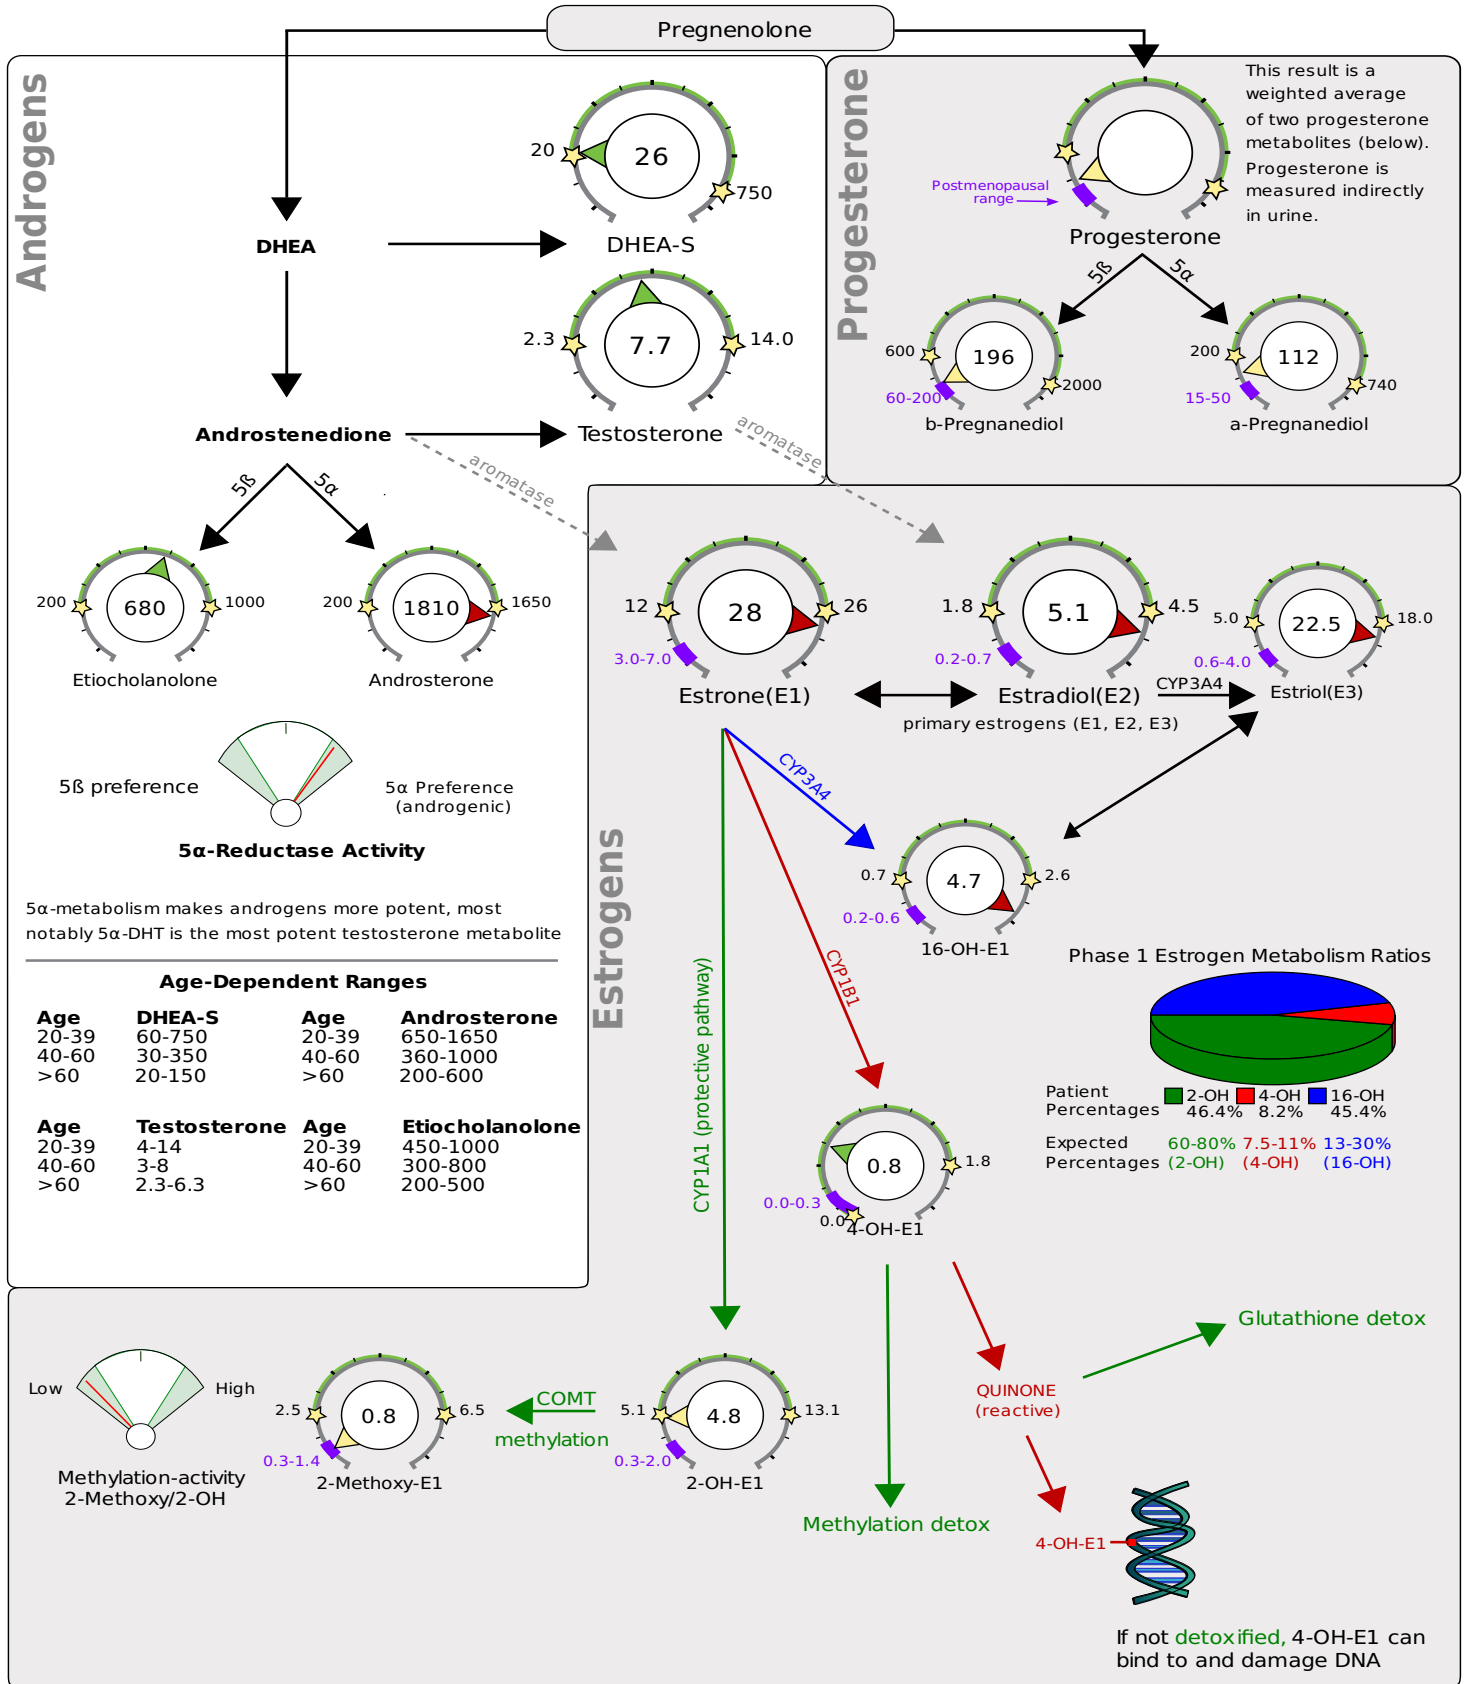 Pregnenolone
Androgens
20
26
750
DHEA
DHEA-S
2.3
7.7
14.0
Androstenedione
Testosterone
aromatase
aromatase
5ß
5α
200
680
1000
Etiocholanolone
200
1810
1650
Androsterone
5ß preference
5α Preference
(androgenic)
5α-Reductase Activity
5α-metabolism makes androgens more potent, most
notably 5α-DHT is the most potent testosterone metabolite
Age-Dependent Ranges
Age DHEA-S Age Androsterone
20-39 60-750 20-39 650-1650
40-60 30-350 40-60 360-1000
>60 20-150 >60 200-600
Age Testosterone Age Etiocholanolone
20-39 4-14 20-39 450-1000
40-60 3-8 40-60 300-800
>60 2.3-6.3 >60 200-500
Progesterone
This result is a
weighted average
of two progesterone
metabolites (below).
Progesterone is
measured indirectly
in urine.
Postmenopausal
range
Progesterone
5ß
5α
600
196
2000
60-200
b-Pregnanediol
200
112
740
15-50
a-Pregnanediol
Estrogens
12
28
26
3.0-7.0
Estrone(E1)
1.8
5.1
4.5
0.2-0.7
Estradiol(E2)
5.0
22.5
18.0
0.6-4.0
Estriol(E3)
CYP3A4
primary estrogens (E1, E2, E3)
CYP3A4
0.7
4.7
2.6
0.2-0.6
16-OH-E1
CYP1B1
CYP1A1 (protective pathway)
Phase 1 Estrogen Metabolism Ratios
Patient
Percentages
2-OH 4-OH 16-OH
46.4% 8.2% 45.4%
Expected
Percentages
60-80% 7.5-11% 13-30%
(2-OH) (4-OH) (16-OH)
0.8
1.8
0.0-0.3
0.0
4-OH-E1
Low
High
Methylation-activity
2-Methoxy/2-OH
2.5
0.8
6.5
0.3-1.4
2-Methoxy-E1
COMT
methylation
5.1
4.8
13.1
0.3-2.0
2-OH-E1
Methylation detox
QUINONE
(reactive)
Glutathione detox
4-OH-E1
If not detoxified, 4-OH-E1 can
bind to and damage DNA